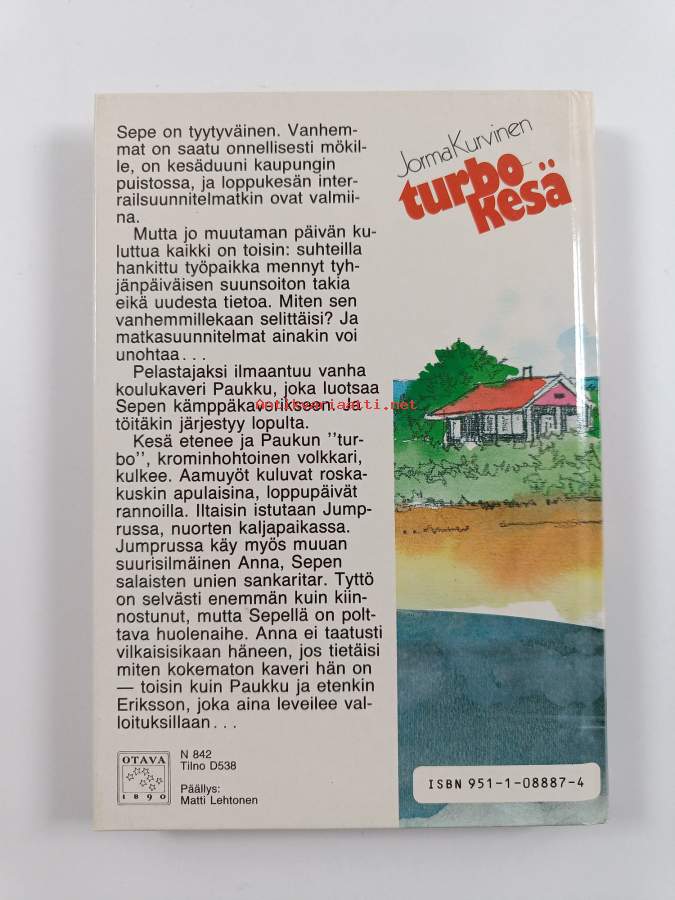 Sepe on tyytyväinen. Vanhem-
mat on saatu onnellisesti mökil-
le, on kesäduuni kaupungin
puistossa, ja loppukesän inter-
railsuunnitelmatkin ovat valmii-
na.
Mutta jo muutaman päivän ku-
luttua kaikki on toisin: suhteilla
hankittu työpaikka mennyt tyh-
jänpäiväisen suunsoiton takia
eikä uudesta tietoa. Miten sen
vanhemmillekaan selittäisi? Ja
matkasuunnitelmat ainakin voi
unohtaa...
Pelastajaksi ilmaantuu vanha
koulukaveri Paukku, joka luotsaa
Sepen kämppäkaverikseen. Ja
töitäkin järjestyy lopulta.
Kesä etenee ja Paukun "tur-
bo", krominhohtoinen volkkari,
kulkee. Aamuyöt kuluvat roska-
kuskin apulaisina, loppupäivät
rannoilla. Iltaisin istutaan Jump-
russa, nuorten kaljapaikassa.
Jumprussa käy myös muuan
suurisilmäinen Anna, Sepen
salaisten unien sankaritar. Tyttö
on selvästi enemmän kuin kiin-
nostunut, mutta Sepellä on polt-
tava huolenaihe. Anna ei taatusti
vilkaisisikaan häneen, jos tietäisi
miten kokematon kaveri hän on
— toisin kuin Paukku ja etenkin
Eriksson, joka aina leveilee val-
loituksillaan...
OTAVA
1890
N 842
Tilno D538
Päällys:
Matti Lehtonen
Jorma Kurvinen
turbo
kesä
ISBN 951-1-08887-4
Antikvariaatti.net